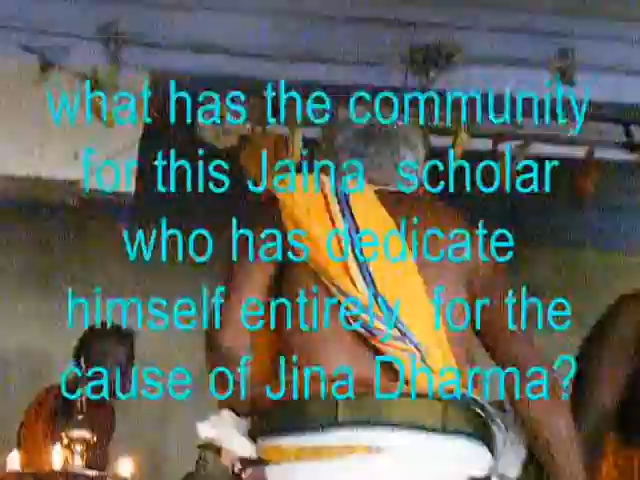 what has the community
for this Jaina scholar
who has dedicate
himself entirely, for the
cause of Jina Dharma?